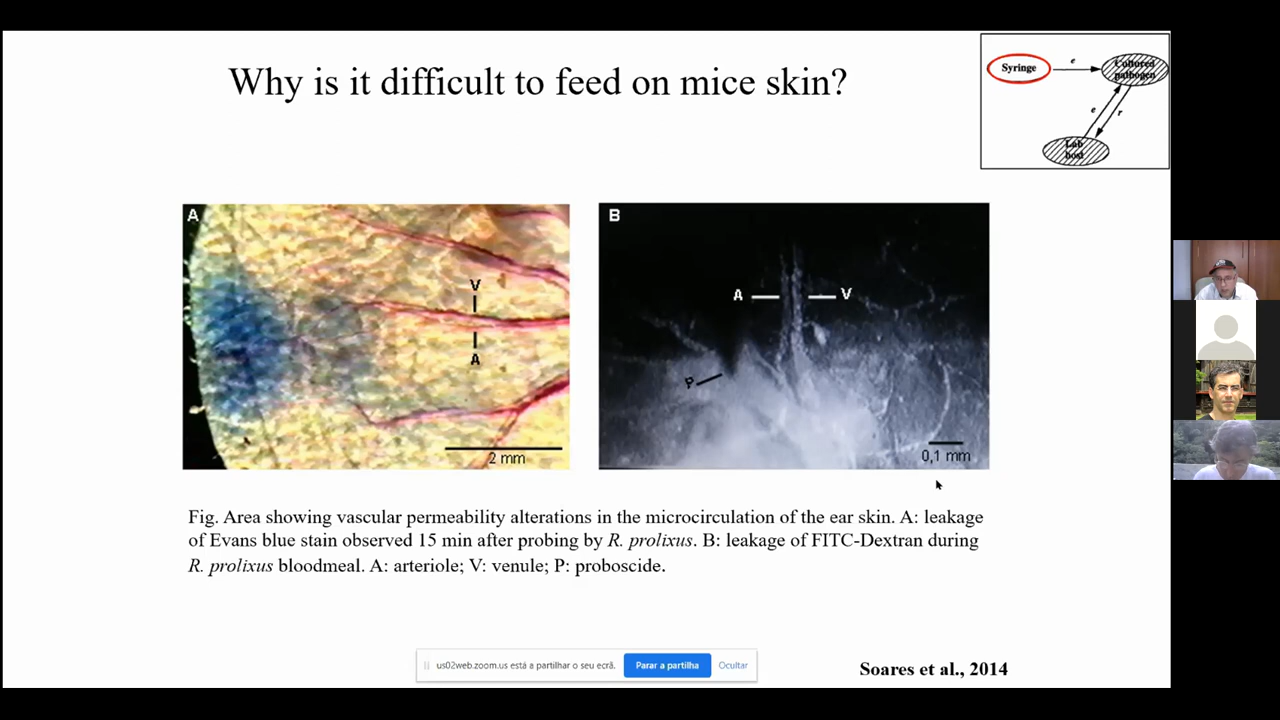 Why is it difficult to feed on mice skin?
Syringe
e
Cultured
pathogen
e
r
Lab
host
A
V
A
2 mm
B
A
V
P
0,1 mm
Fig. Area showing vascular permeability alterations in the microcirculation of the ear skin. A: leakage
of Evans blue stain observed 15 min after probing by R. prolixus. B: leakage of FITC-Dextran during
R. prolixus bloodmeal. A: arteriole; V: venule; P: proboscide.
us02web.zoom.us está a partilhar o seu ecrã.
Parar a partilha
Ocultar
Soares et al., 2014